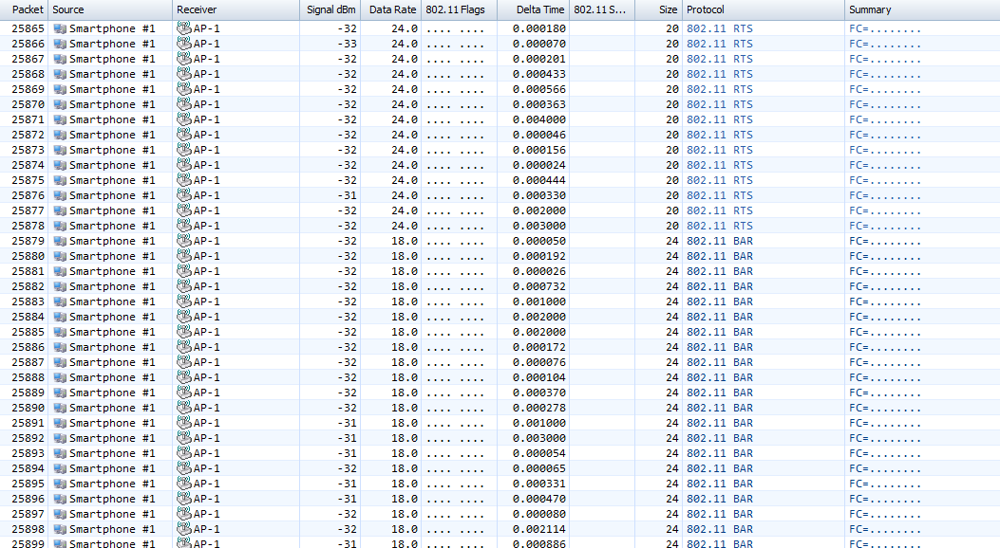 Packet Source Receiver Signal dBm Data Rate 802.11 Flags Delta Time 802.11 S... Size Protocol Summary
25865 Smartphone #1 AP-1 -32 24.0 .... .... 0.000180 20 802.11 RTS FC=........
25866 Smartphone #1 AP-1 -33 24.0 .... .... 0.000070 20 802.11 RTS FC=........
25867 Smartphone #1 AP-1 -32 24.0 .... .... 0.000201 20 802.11 RTS FC=........
25868 Smartphone #1 AP-1 -32 24.0 .... .... 0.000433 20 802.11 RTS FC=........
25869 Smartphone #1 AP-1 -32 24.0 .... .... 0.000566 20 802.11 RTS FC=........
25870 Smartphone #1 AP-1 -32 24.0 .... .... 0.000363 20 802.11 RTS FC=........
25871 Smartphone #1 AP-1 -32 24.0 .... .... 0.004000 20 802.11 RTS FC=........
25872 Smartphone #1 AP-1 -32 24.0 .... .... 0.000046 20 802.11 RTS FC=........
25873 Smartphone #1 AP-1 -32 24.0 .... .... 0.000156 20 802.11 RTS FC=........
25874 Smartphone #1 AP-1 -32 24.0 .... .... 0.000024 20 802.11 RTS FC=........
25875 Smartphone #1 AP-1 -32 24.0 .... .... 0.000444 20 802.11 RTS FC=........
25876 Smartphone #1 AP-1 -31 24.0 .... .... 0.000330 20 802.11 RTS FC=........
25877 Smartphone #1 AP-1 -32 24.0 .... .... 0.002000 20 802.11 RTS FC=........
25878 Smartphone #1 AP-1 -32 24.0 .... .... 0.003000 20 802.11 RTS FC=........
25879 Smartphone #1 AP-1 -32 18.0 .... .... 0.000050 24 802.11 BAR FC=........
25880 Smartphone #1 AP-1 -32 18.0 .... .... 0.000192 24 802.11 BAR FC=........
25881 Smartphone #1 AP-1 -32 18.0 .... .... 0.000026 24 802.11 BAR FC=........
25882 Smartphone #1 AP-1 -32 18.0 .... .... 0.000732 24 802.11 BAR FC=........
25883 Smartphone #1 AP-1 -32 18.0 .... .... 0.001000 24 802.11 BAR FC=........
25884 Smartphone #1 AP-1 -32 18.0 .... .... 0.002000 24 802.11 BAR FC=........
25885 Smartphone #1 AP-1 -32 18.0 .... .... 0.002000 24 802.11 BAR FC=........
25886 Smartphone #1 AP-1 -32 18.0 .... .... 0.000172 24 802.11 BAR FC=........
25887 Smartphone #1 AP-1 -32 18.0 .... .... 0.000076 24 802.11 BAR FC=........
25888 Smartphone #1 AP-1 -32 18.0 .... .... 0.000104 24 802.11 BAR FC=........
25889 Smartphone #1 AP-1 -32 18.0 .... .... 0.000370 24 802.11 BAR FC=........
25890 Smartphone #1 AP-1 -32 18.0 .... .... 0.000278 24 802.11 BAR FC=........
25891 Smartphone #1 AP-1 -31 18.0 .... .... 0.001000 24 802.11 BAR FC=........
25892 Smartphone #1 AP-1 -31 18.0 .... .... 0.003000 24 802.11 BAR FC=........
25893 Smartphone #1 AP-1 -31 18.0 .... .... 0.000054 24 802.11 BAR FC=........
25894 Smartphone #1 AP-1 -32 18.0 .... .... 0.000065 24 802.11 BAR FC=........
25895 Smartphone #1 AP-1 -31 18.0 .... .... 0.000331 24 802.11 BAR FC=........
25896 Smartphone #1 AP-1 -31 18.0 .... .... 0.000470 24 802.11 BAR FC=........
25897 Smartphone #1 AP-1 -32 18.0 .... .... 0.000080 24 802.11 BAR FC=........
25898 Smartphone #1 AP-1 -32 18.0 .... .... 0.002114 24 802.11 BAR FC=........
25899 Smartphone #1 AP-1 -31 18.0 .... .... 0.000886 24 802.11 BAR FC=........